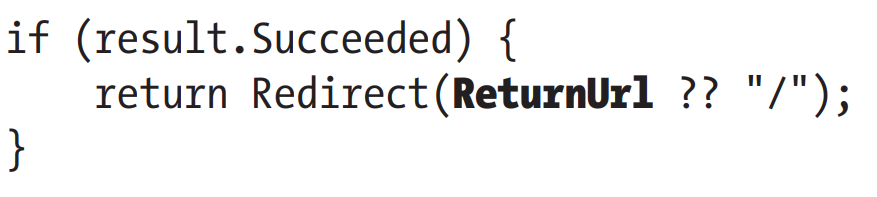 if (result.Succeeded) {
    return Redirect(ReturnUrl ?? "/");
}